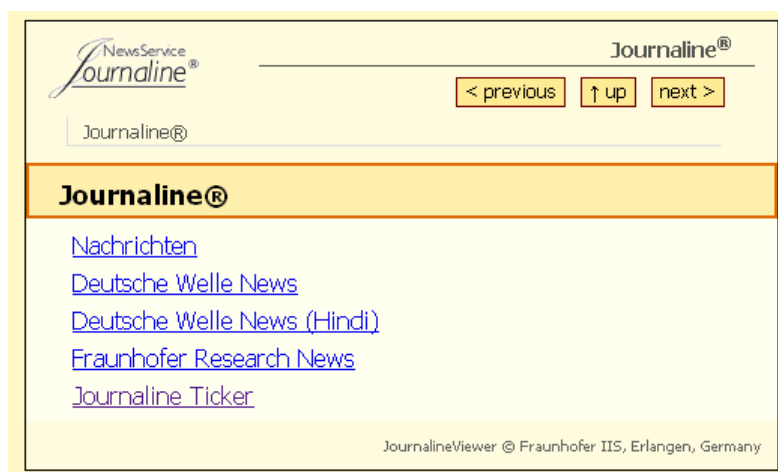 NewsService
Journaline®
Journaline®
< previous
↑ up
next >
Journaline®
Journaline®
Nachrichten
Deutsche Welle News
Deutsche Welle News (Hindi)
Fraunhofer Research News
Journaline Ticker
JournalineViewer © Fraunhofer IIS, Erlangen, Germany